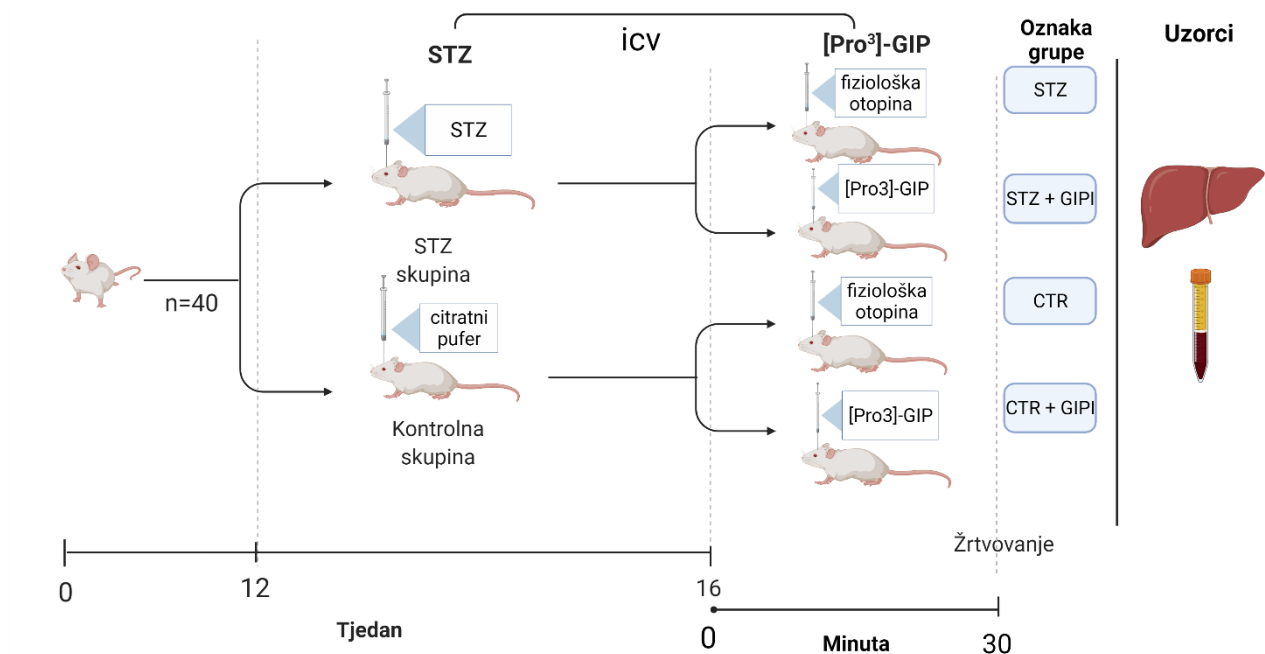 icv
STZ
[Pro³]-GIP
Oznaka
grupe
Uzorci
STZ
fiziološka
otopina
STZ
[Pro3]-GIP
STZ + GIPI
STZ
skupina
n=40
citratni
pufer
fiziološka
otopina
CTR
[Pro3]-GIP
CTR + GIPI
Kontrolna
skupina
Žrtvovanje
0
12
16
Tjedan
0
Minuta
30